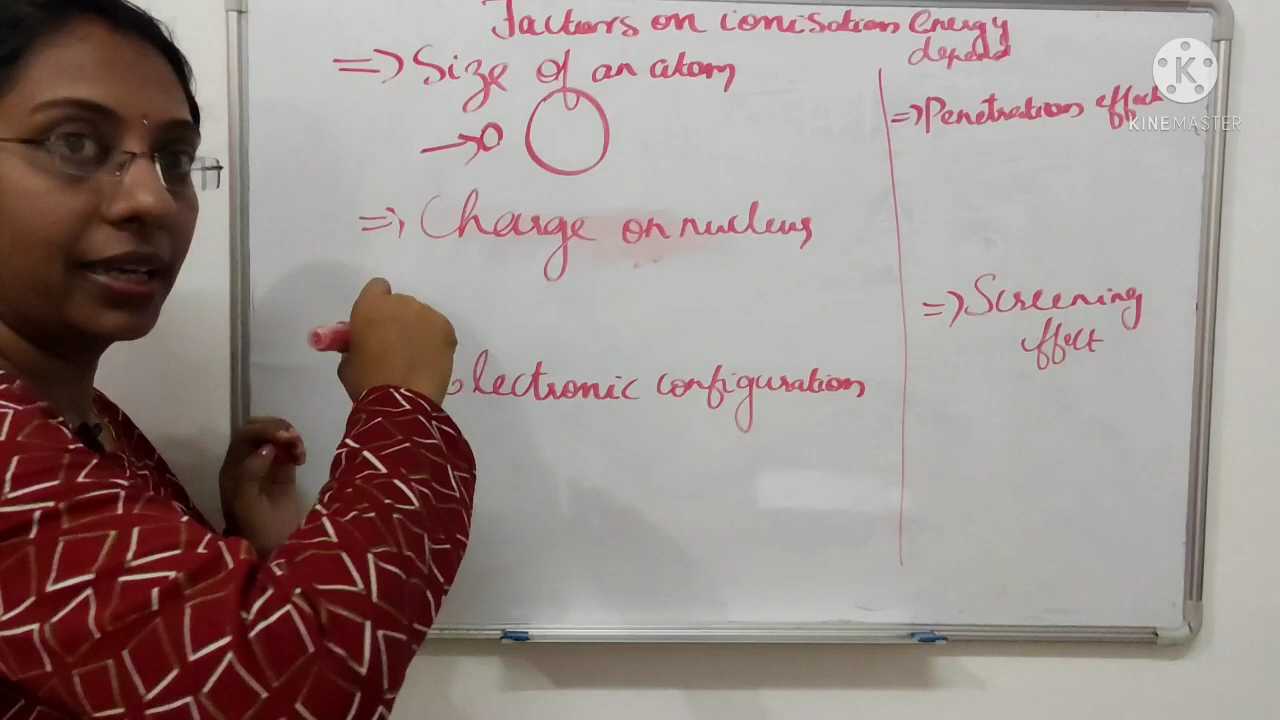 Factors on ionisation energy
depend
=> Size of an atom
=> Charge on nucleus
electronic configuration
=> Penetration effect
=> Screening
effect
K
KINEMASTER